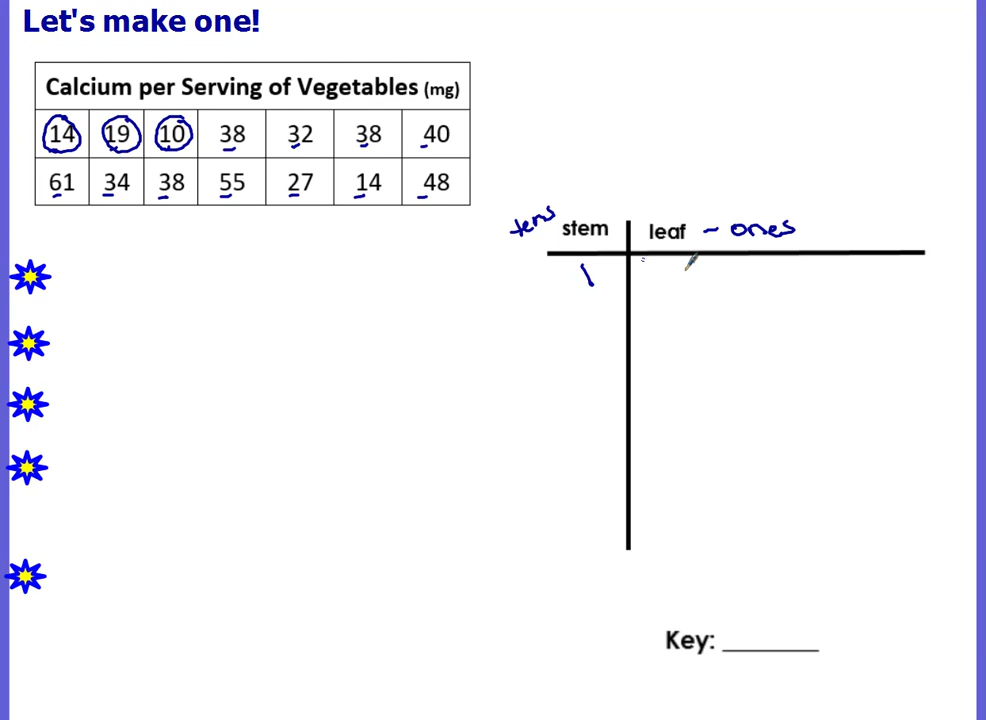 Let's make one!
Calcium per Serving of Vegetables (mg)
14 19 10 38 32 38 40
61 34 38 55 27 14 48
tens stem leaf - ones
1
Key: ______